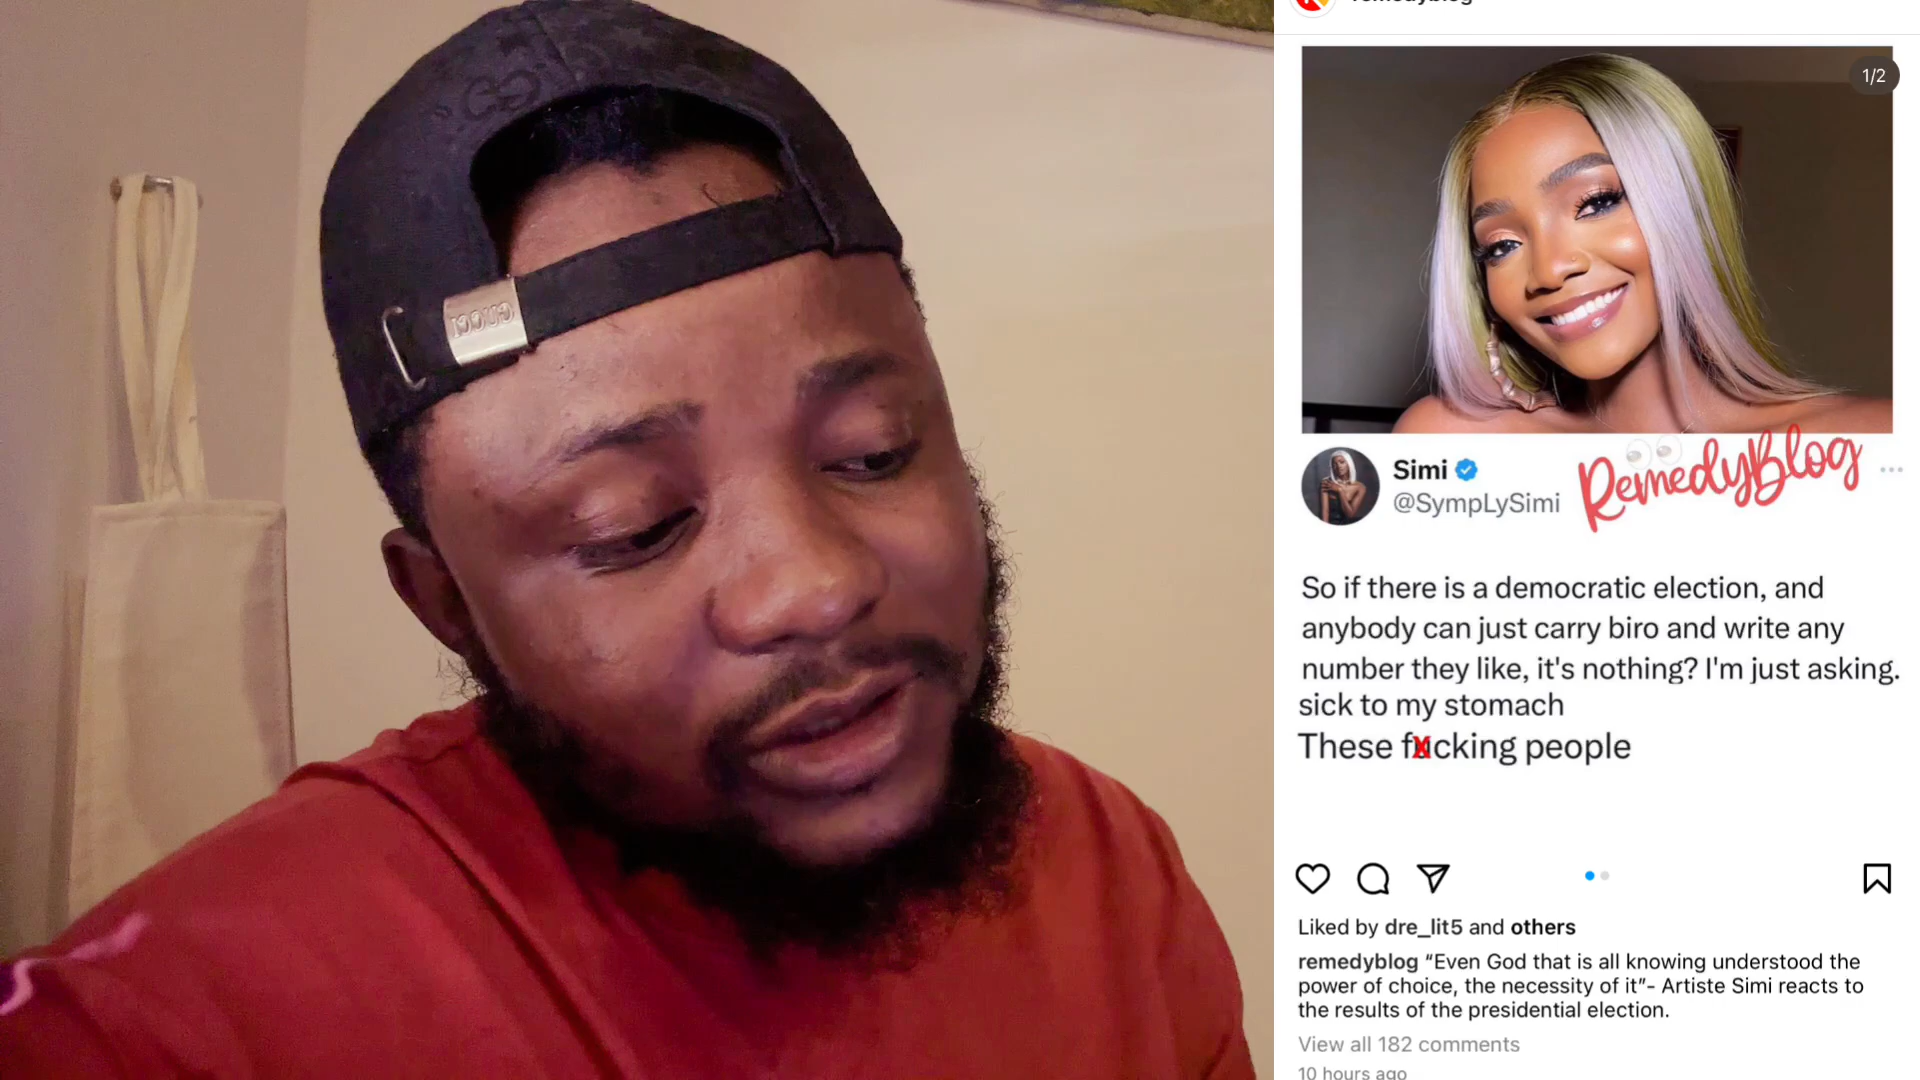 remedyblog
1/2
GUCCI
Simi
@SympLySimi
RemedyBlog
So if there is a democratic election, and
anybody can just carry biro and write any
number they like, it's nothing? I'm just asking.
sick to my stomach
These fucking people
Liked by dre_lit5 and others
remedyblog "Even God that is all knowing understood the
power of choice, the necessity of it"- Artiste Simi reacts to
the results of the presidential election.
View all 182 comments
10 hours ago